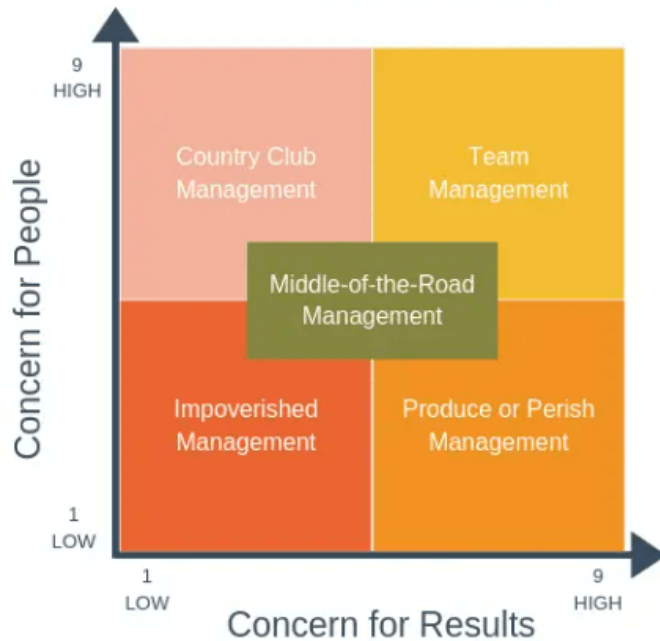 9
HIGH
Concern for People
Country Club
Management
Team
Management
Middle-of-the-Road
Management
Impoverished
Management
Produce or Perish
Management
1
LOW
1
LOW
9
HIGH
Concern for Results